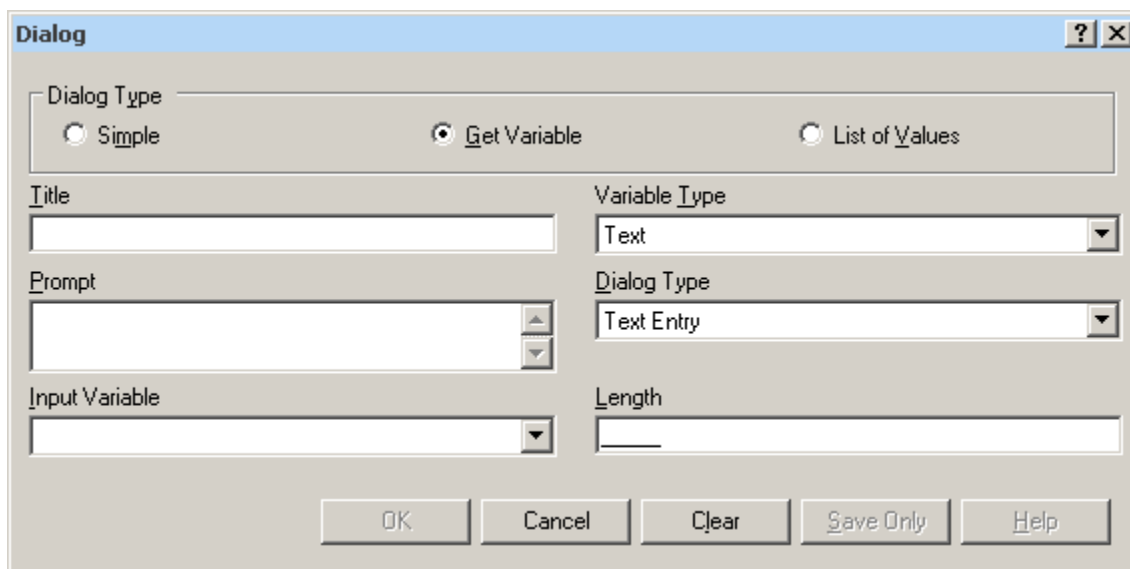 Dialog
Dialog Type
Simple Get Variable List of Values
Title Variable Type
Text
Prompt Dialog Type
Text Entry
Input Variable Length
_____
OK Cancel Clear Save Only Help